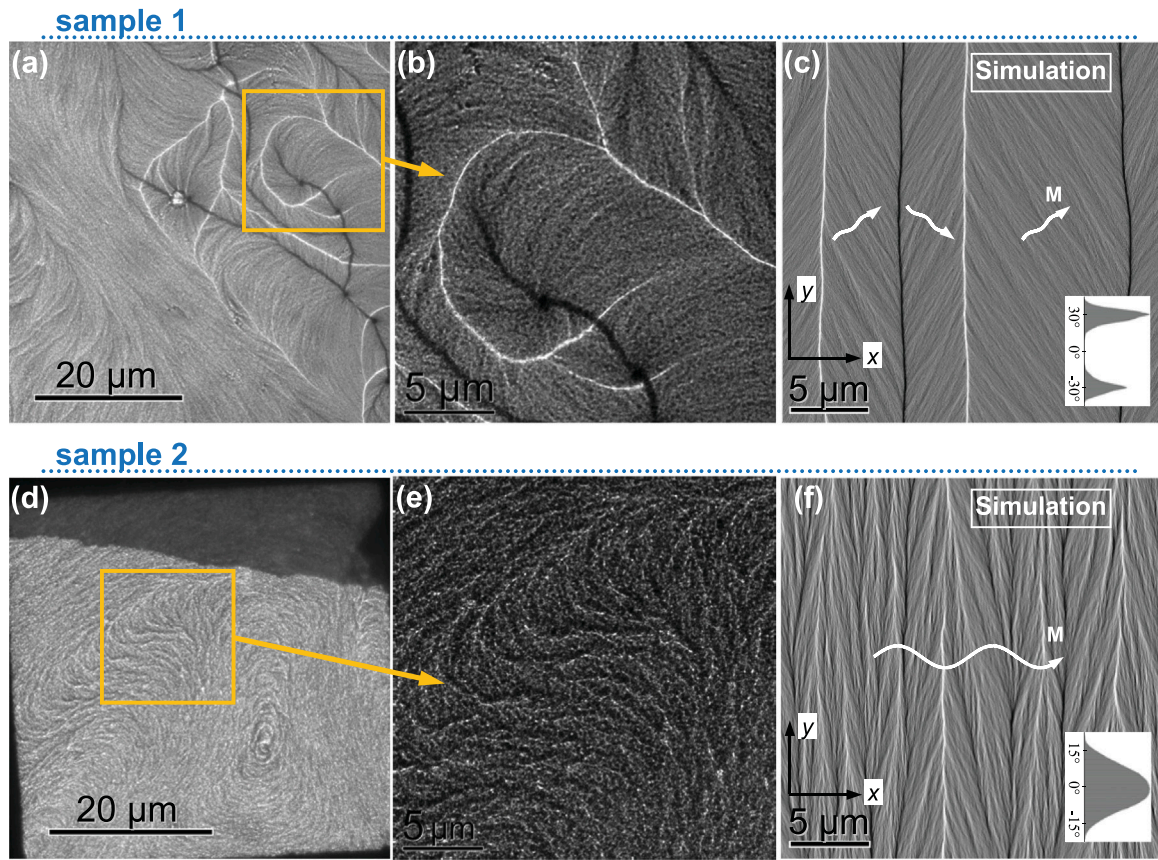 sample 1
(a)
(b)
(c)
Simulation
M
y
x
30°
0°
-30°
20 µm
5 µm
5 µm
sample 2
(d)
(e)
(f)
Simulation
M
y
x
15°
0°
-15°
20 µm
5 µm
5 µm